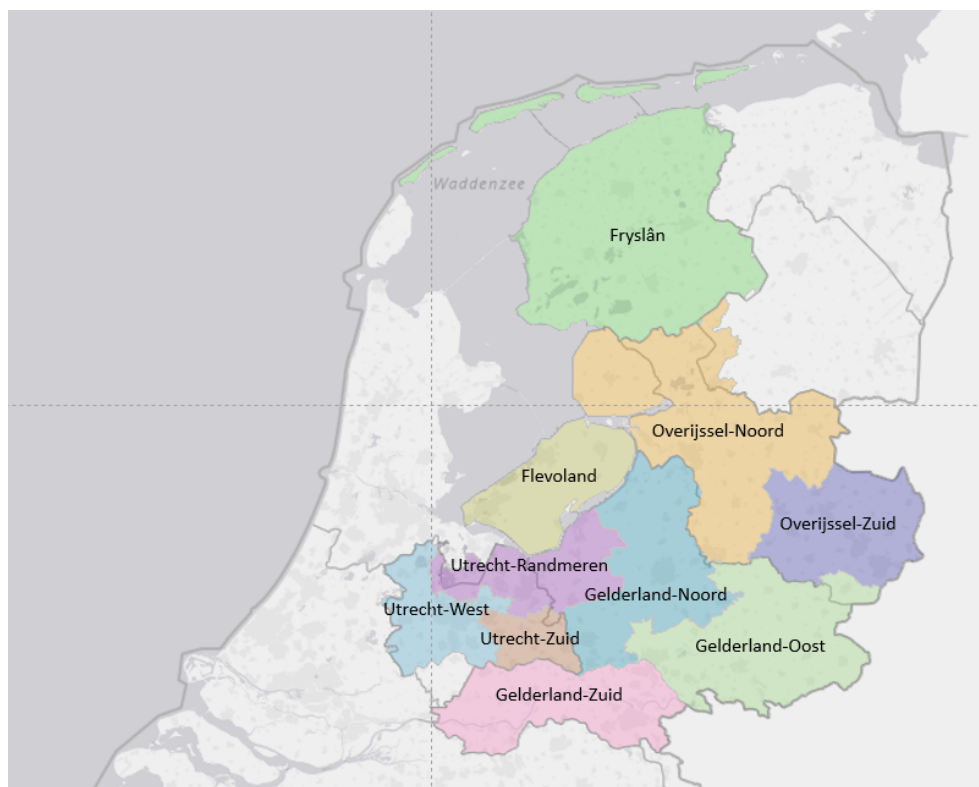 Waddenzee
Fryslân
Overijssel-Noord
Flevoland
Overijssel-Zuid
Utrecht-Randmeren
Gelderland-Noord
Utrecht-West
Utrecht-Zuid
Gelderland-Oost
Gelderland-Zuid